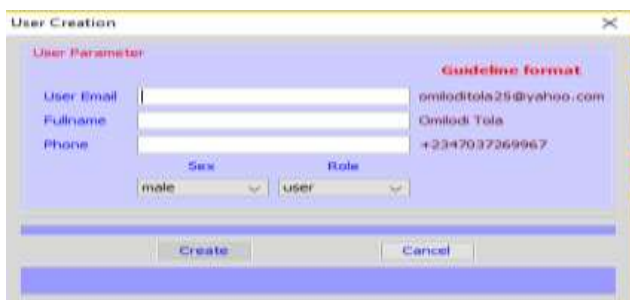 User Creation
User Parameter
Guideline format
User Email omiloditola25@yahoo.com
Fullname Omilodi Tola
Phone +2347037269967
Sex Role
male user
Create Cancel